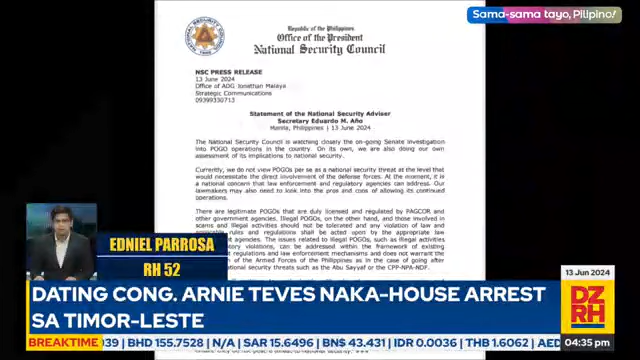 Sama-sama tayo, Pilipino!
Republic of the Philippines
Office of the President
National Security Council
NSC PRESS RELEASE
13 June 2024
Office of ADG Jonathan Malaya
Strategic Communications
09399330713
Statement of the National Security Adviser
Secretary Eduardo M. Año
Manila, Philippines | 13 June 2024
The National Security Council is watching closely the on-going Senate investigation
into POGO operations in the country. On its own, we are also doing our own
assessment of its implications to national security.
Currently, we do not view POGOs per se as a national security threat at the level that
would necessitate the direct involvement of the defense forces. At the moment, it is
a national concern that law enforcement and regulatory agencies can address. Our
lawmakers may also need to look into the pros and cons of allowing its continued
operations.
There are legitimate POGOs that are duly licensed and regulated by PAGCOR and
other government agencies. Illegal POGOs, on the other hand, and those involved in
scams and illegal activities should not be tolerated and any violation of law and
rules and regulations shall be acted upon by the appropriate law
agencies. The issues related to illegal POGOs, such as illegal activities
violations, can be addressed within the framework of existing
regulations and law enforcement mechanisms and does not warrant the
of the Armed Forces of the Philippines as in the case of going after
national security threats such as the Abu Sayyaf or the CPP-NPA-NDF.
EDNIEL PARROSA
RH 52
13 Jun 2024
DATING CONG. ARNIE TEVES NAKA-HOUSE ARREST
SA TIMOR-LESTE
DZ
RH
BREAKTIME 039 | BHD 155.7528 | N/A | SAR 15.6496 | BN$ 43.431 | IDR 0.0036 | THB 1.6062 | AED
04:35 pm